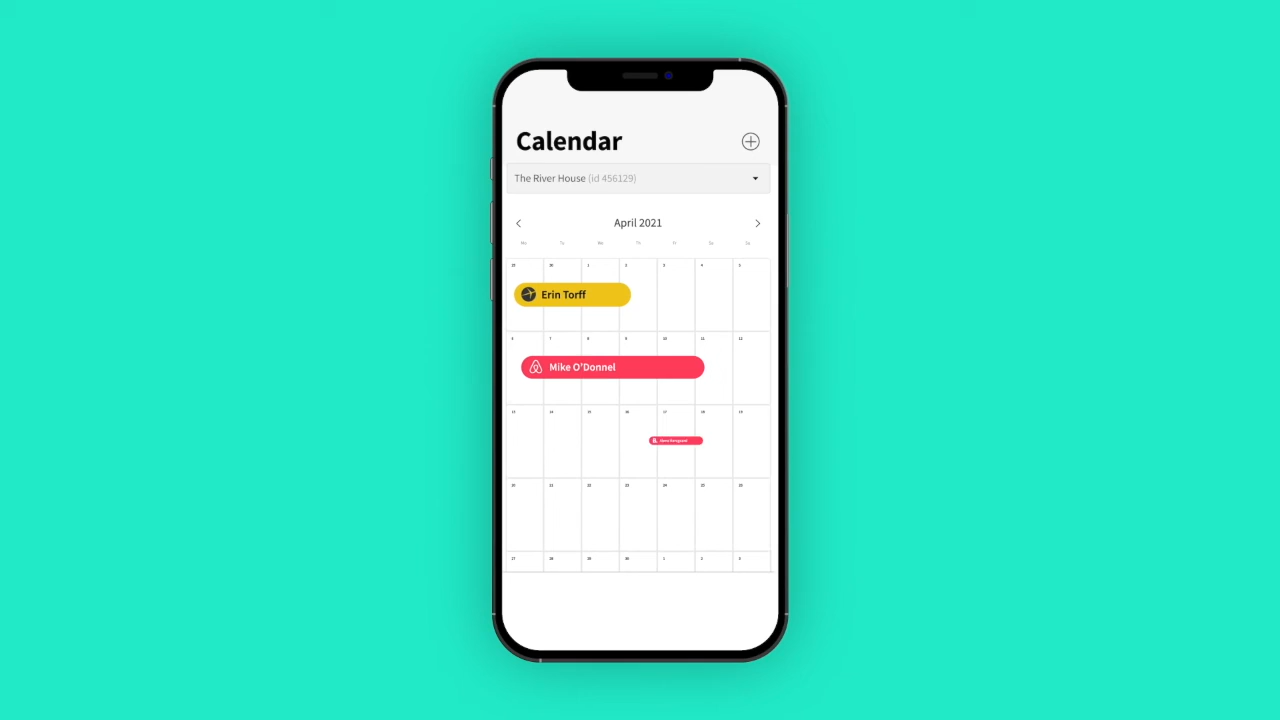 Calendar
The River House (id 456129)
April 2021
Mo Tu We Th Fr Sa Su
29 30 1 2 3 4 5
Erin Torff
6 7 8 9 10 11 12
Mike O'Donnel
13 14 15 16 17 18 19
20 21 22 23 24 25 26
27 28 29 30 1 2 3